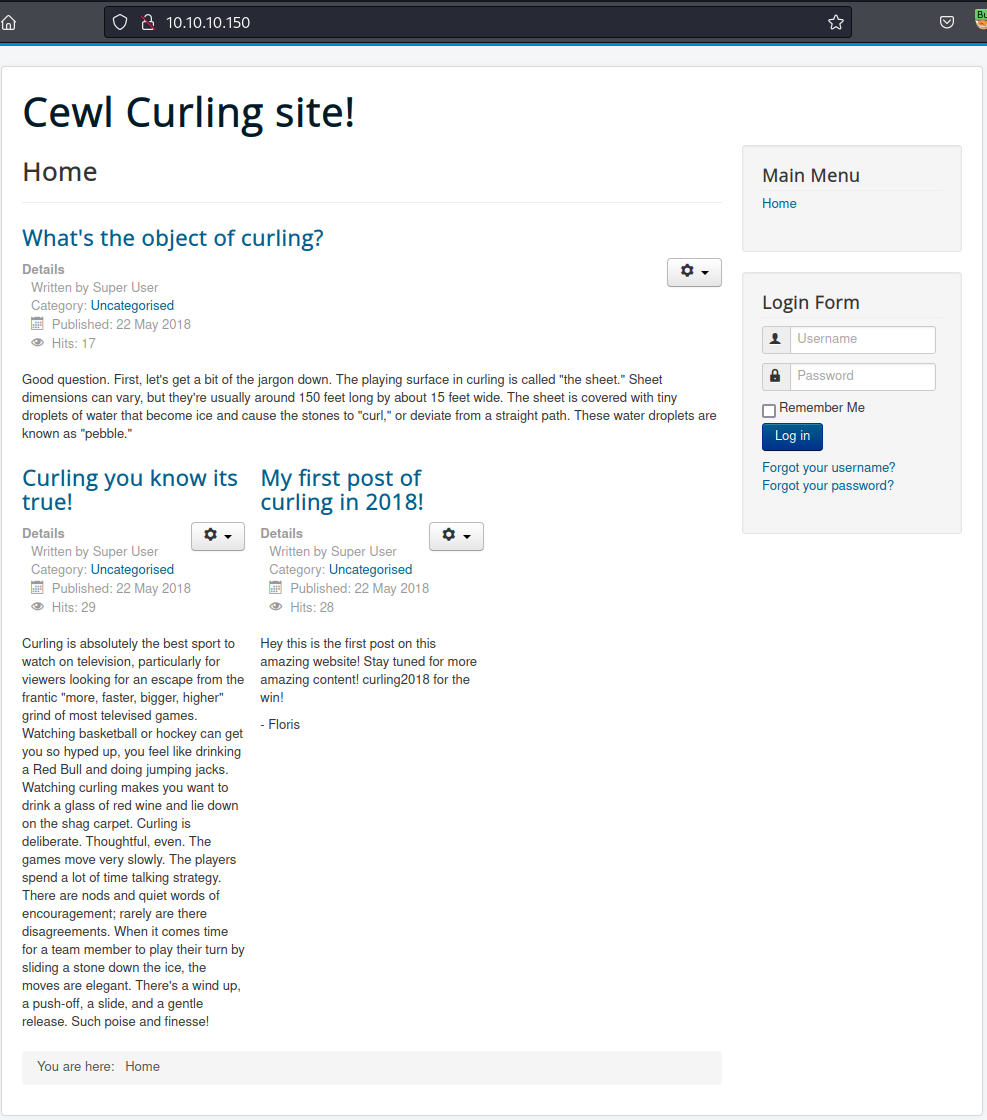 10.10.10.150
Bu
Cewl Curling site!
Home
What's the object of curling?
Details
Written by Super User
Category: Uncategorised
Published: 22 May 2018
Hits: 17
Good question. First, let's get a bit of the jargon down. The playing surface in curling is called "the sheet." Sheet
dimensions can vary, but they're usually around 150 feet long by about 15 feet wide. The sheet is covered with tiny
droplets of water that become ice and cause the stones to "curl," or deviate from a straight path. These water droplets are
known as "pebble."
Curling you know its
true!
Details
Written by Super User
Category: Uncategorised
Published: 22 May 2018
Hits: 29
Curling is absolutely the best sport to
watch on television, particularly for
viewers looking for an escape from the
frantic "more, faster, bigger, higher"
grind of most televised games.
Watching basketball or hockey can get
you so hyped up, you feel like drinking
a Red Bull and doing jumping jacks.
Watching curling makes you want to
drink a glass of red wine and lie down
on the shag carpet. Curling is
deliberate. Thoughtful, even. The
games move very slowly. The players
spend a lot of time talking strategy.
There are nods and quiet words of
encouragement; rarely are there
disagreements. When it comes time
for a team member to play their turn by
sliding a stone down the ice, the
moves are elegant. There's a wind up,
a push-off, a slide, and a gentle
release. Such poise and finesse!
My first post of
curling in 2018!
Details
Written by Super User
Category: Uncategorised
Published: 22 May 2018
Hits: 28
Hey this is the first post on this
amazing website! Stay tuned for more
amazing content! curling2018 for the
win!
- Floris
You are here: Home
Main Menu
Home
Login Form
Username
Password
Remember Me
Log in
Forgot your username?
Forgot your password?